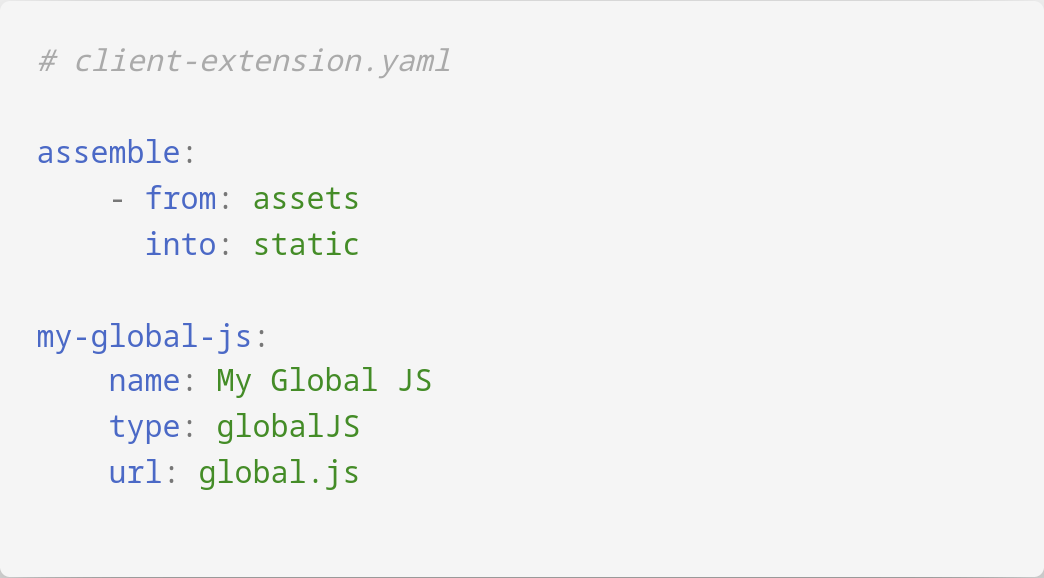 # client-extension.yaml
assemble:
    - from: assets
      into: static
my-global-js:
    name: My Global JS
    type: globalJS
    url: global.js